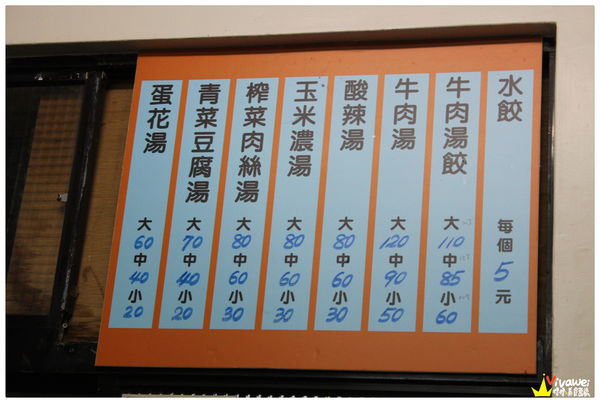 水餃 每個 5 元
牛肉湯餃 大 110 中 85 小 60
牛肉湯 大 120 中 90 小 50
酸辣湯 大 80 中 60 小 30
玉米濃湯 大 80 中 60 小 30
榨菜肉絲湯 大 80 中 60 小 30
青菜豆腐湯 大 70 中 40 小 20
蛋花湯 大 60 中 40 小 20
Vivawei